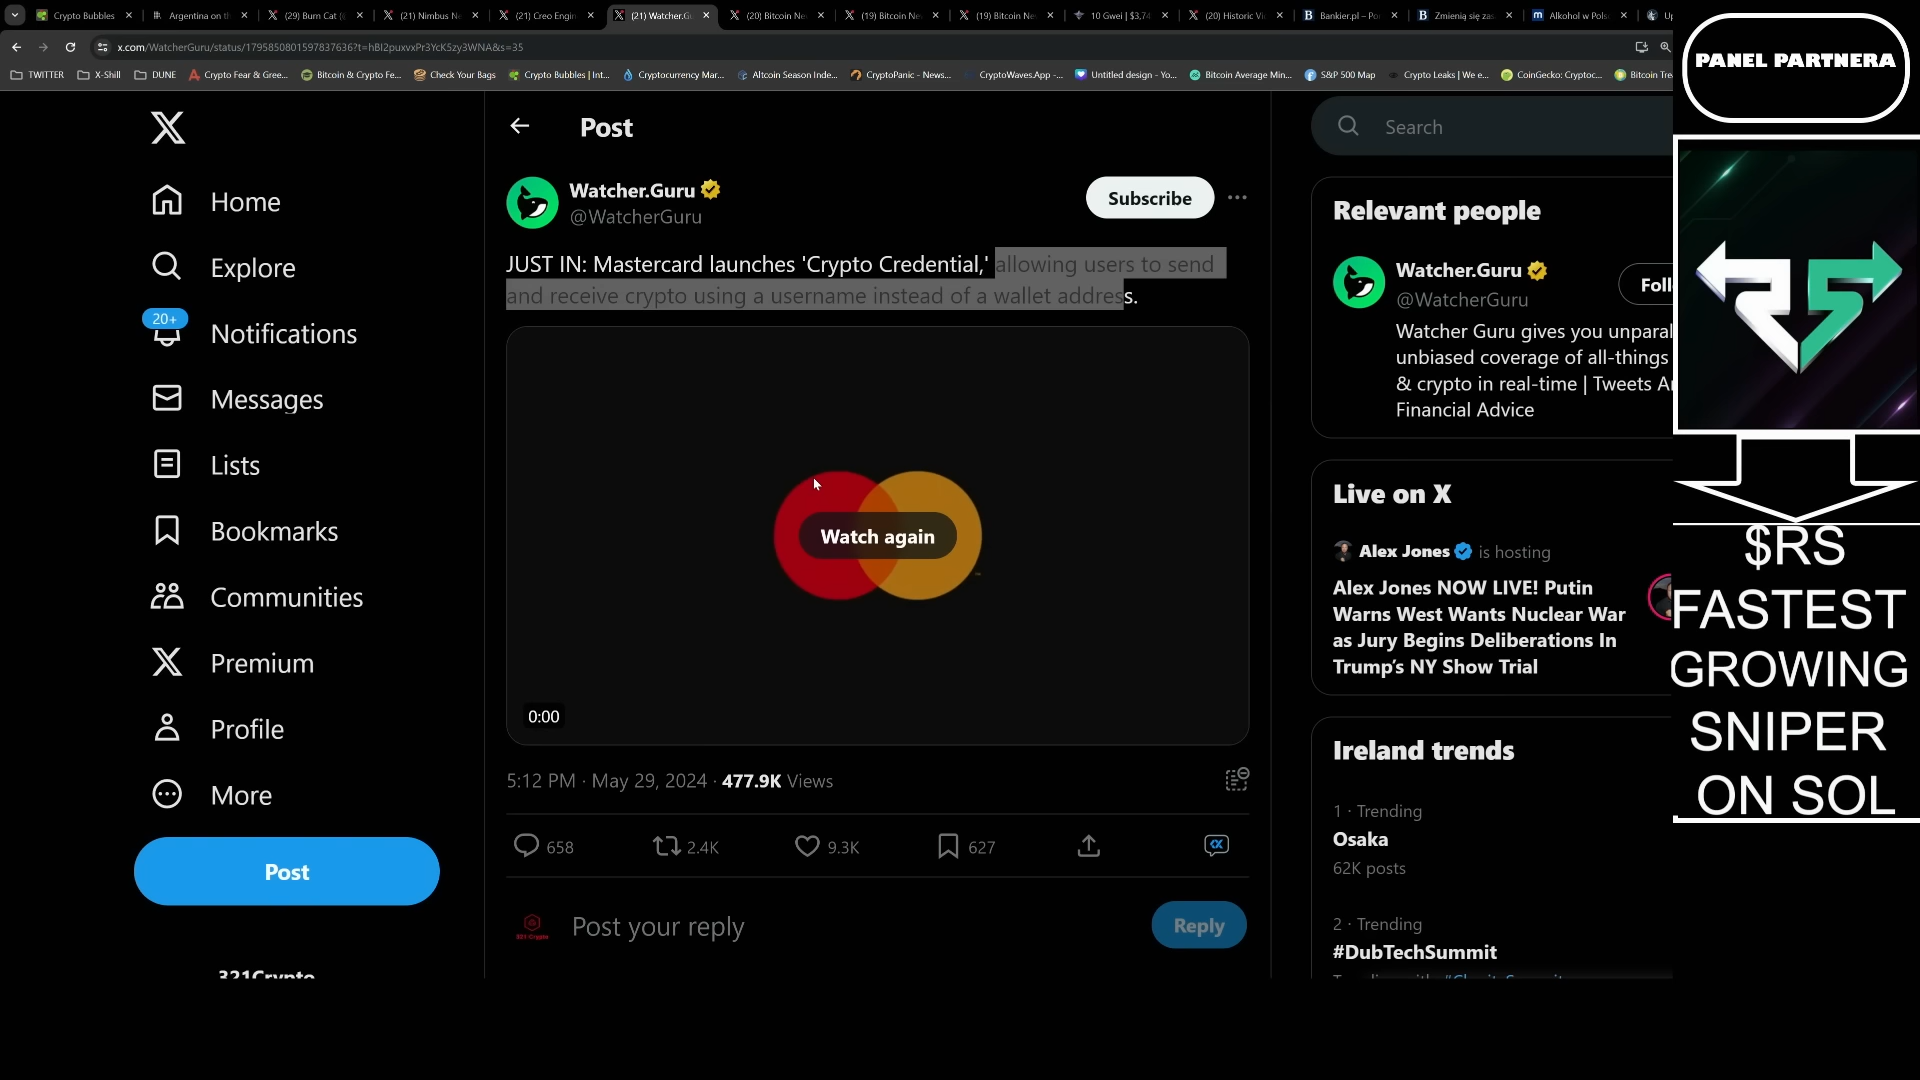 Crypto Bubbles
Argentina on th
(29) Burn Cat (
(21) Nimbus Ne
(21) Creo Engin
(21) Watcher.Gu
(20) Bitcoin Ne
(19) Bitcoin Ne
(19) Bitcoin Ne
10 Gwei | $3,74
(20) Historic Vi
Bankier.pl – Po
Zmienią się zas
Alkohol w Pols
Up
x.com/WatcherGuru/status/1795850801597837636?t=hBI2puxvxPr3YcK5zy3WNA&s=35
TWITTER
X-Shill
DUNE
Crypto Fear & Gree...
Bitcoin & Crypto Fe...
Check Your Bags
Crypto Bubbles | Int...
Cryptocurrency Mar...
Altcoin Season Inde...
CryptoPanic - News...
CryptoWaves.App -...
Untitled design - Yo...
Bitcoin Average Min...
S&P 500 Map
Crypto Leaks | We e...
CoinGecko: Cryptoc...
Bitcoin Tre
PANEL PARTNERA
Home
Explore
20+
Notifications
Messages
Lists
Bookmarks
Communities
Premium
Profile
More
Post
321Crypto
Post
Watcher.Guru
@WatcherGuru
Subscribe
JUST IN: Mastercard launches 'Crypto Credential,' allowing users to send
and receive crypto using a username instead of a wallet address.
Watch again
0:00
5:12 PM · May 29, 2024 · 477.9K Views
658
2.4K
9.3K
627
Post your reply
Reply
Search
Relevant people
Watcher.Guru
@WatcherGuru
Foll
Watcher Guru gives you unparal
unbiased coverage of all-things
& crypto in real-time | Tweets Ar
Financial Advice
Live on X
Alex Jones is hosting
Alex Jones NOW LIVE! Putin
Warns West Wants Nuclear War
as Jury Begins Deliberations In
Trump's NY Show Trial
Ireland trends
1 · Trending
Osaka
62K posts
2 · Trending
#DubTechSummit
$RS
FASTEST
GROWING
SNIPER
ON SOL